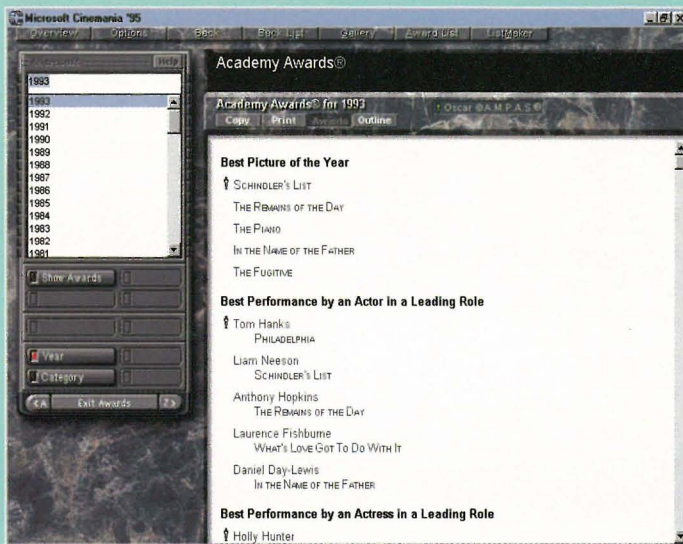 Microsoft Cinemania '95
Overview Options Back Back List Gallery Award List ListMaker
Help
1993
1993
1992
1991
1990
1989
1988
1987
1986
1985
1984
1983
1982
1981
Show Awards
Year
Category
<A Exit Awards Z>
Academy Awards®
Academy Awards® for 1993
Oscar ©A.M.P.A.S.®
Copy Print Awards Outline
Best Picture of the Year
SCHINDLER'S LIST
THE REMAINS OF THE DAY
THE PIANO
IN THE NAME OF THE FATHER
THE FUGITIVE
Best Performance by an Actor in a Leading Role
Tom Hanks
PHILADELPHIA
Liam Neeson
SCHINDLER'S LIST
Anthony Hopkins
THE REMAINS OF THE DAY
Laurence Fishburne
WHAT'S LOVE GOT TO DO WITH IT
Daniel Day-Lewis
IN THE NAME OF THE FATHER
Best Performance by an Actress in a Leading Role
Holly Hunter